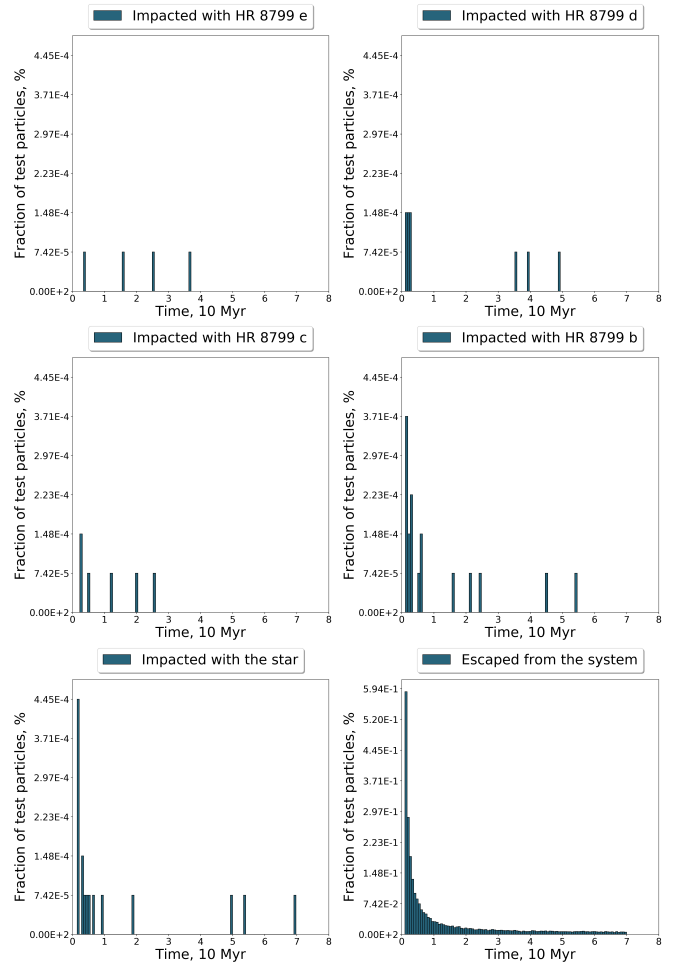 Impacted with HR 8799 e
Fraction of test particles, %
4.45E-4
3.71E-4
2.97E-4
2.23E-4
1.48E-4
7.42E-5
0.00E+2
0 1 2 3 4 5 6 7 8
Time, 10 Myr
Impacted with HR 8799 d
Fraction of test particles, %
4.45E-4
3.71E-4
2.97E-4
2.23E-4
1.48E-4
7.42E-5
0.00E+2
0 1 2 3 4 5 6 7 8
Time, 10 Myr
Impacted with HR 8799 c
Fraction of test particles, %
4.45E-4
3.71E-4
2.97E-4
2.23E-4
1.48E-4
7.42E-5
0.00E+2
0 1 2 3 4 5 6 7 8
Time, 10 Myr
Impacted with HR 8799 b
Fraction of test particles, %
4.45E-4
3.71E-4
2.97E-4
2.23E-4
1.48E-4
7.42E-5
0.00E+2
0 1 2 3 4 5 6 7 8
Time, 10 Myr
Impacted with the star
Fraction of test particles, %
4.45E-4
3.71E-4
2.97E-4
2.23E-4
1.48E-4
7.42E-5
0.00E+2
0 1 2 3 4 5 6 7 8
Time, 10 Myr
Escaped from the system
Fraction of test particles, %
5.94E-1
5.20E-1
4.45E-1
3.71E-1
2.97E-1
2.23E-1
1.48E-1
7.42E-2
0.00E+2
0 1 2 3 4 5 6 7 8
Time, 10 Myr